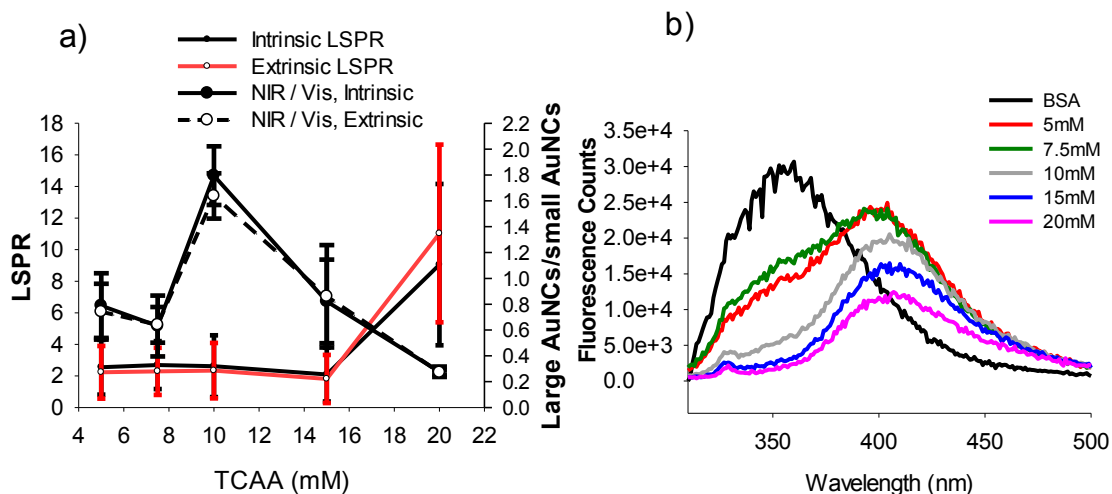 a)
Intrinsic LSPR
Extrinsic LSPR
NIR / Vis, Intrinsic
NIR / Vis, Extrinsic
LSPR
18
16
14
12
10
8
6
4
2
0
4 6 8 10 12 14 16 18 20 22
TCAA (mM)
2.2
2.0
1.8
1.6
1.4
1.2
1.0
0.8
0.6
0.4
0.2
0.0
Large AuNCs/small AuNCs
b)
BSA
5mM
7.5mM
10mM
15mM
20mM
Fluorescence Counts
3.5e+4
3.0e+4
2.5e+4
2.0e+4
1.5e+4
1.0e+4
5.0e+3
0.0
350 400 450 500
Wavelength (nm)